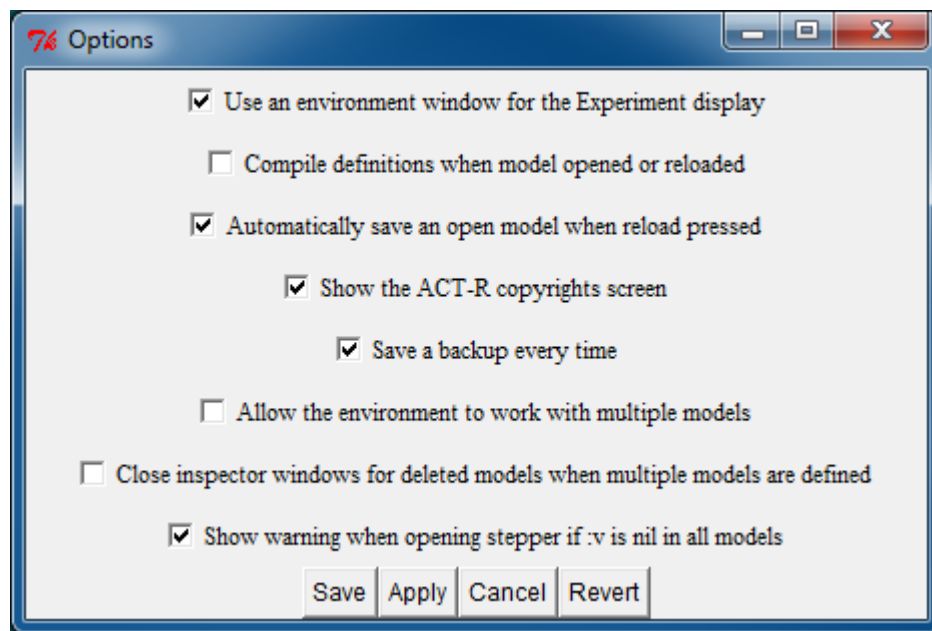 Options
Use an environment window for the Experiment display
Compile definitions when model opened or reloaded
Automatically save an open model when reload pressed
Show the ACT-R copyrights screen
Save a backup every time
Allow the environment to work with multiple models
Close inspector windows for deleted models when multiple models are defined
Show warning when opening stepper if :v is nil in all models
Save Apply Cancel Revert